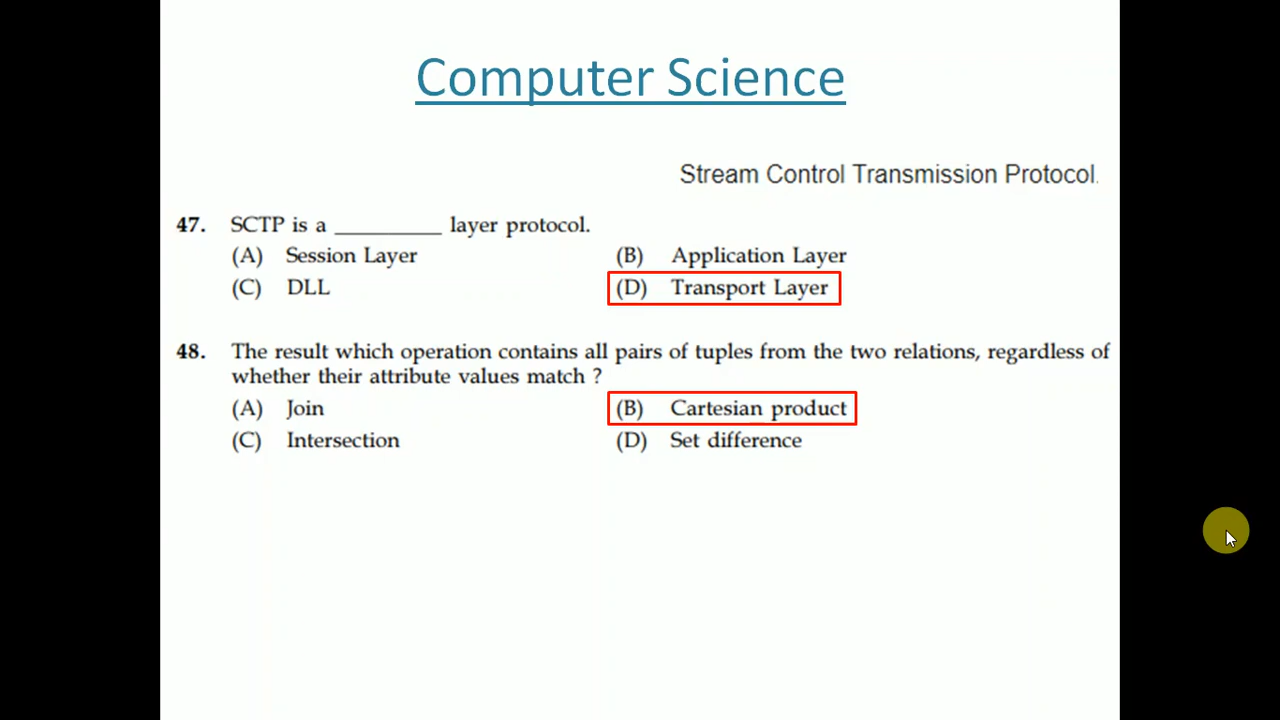 Computer Science
Stream Control Transmission Protocol.
47. SCTP is a __________ layer protocol.
(A) Session Layer (B) Application Layer
(C) DLL (D) Transport Layer
48. The result which operation contains all pairs of tuples from the two relations, regardless of
whether their attribute values match ?
(A) Join (B) Cartesian product
(C) Intersection (D) Set difference